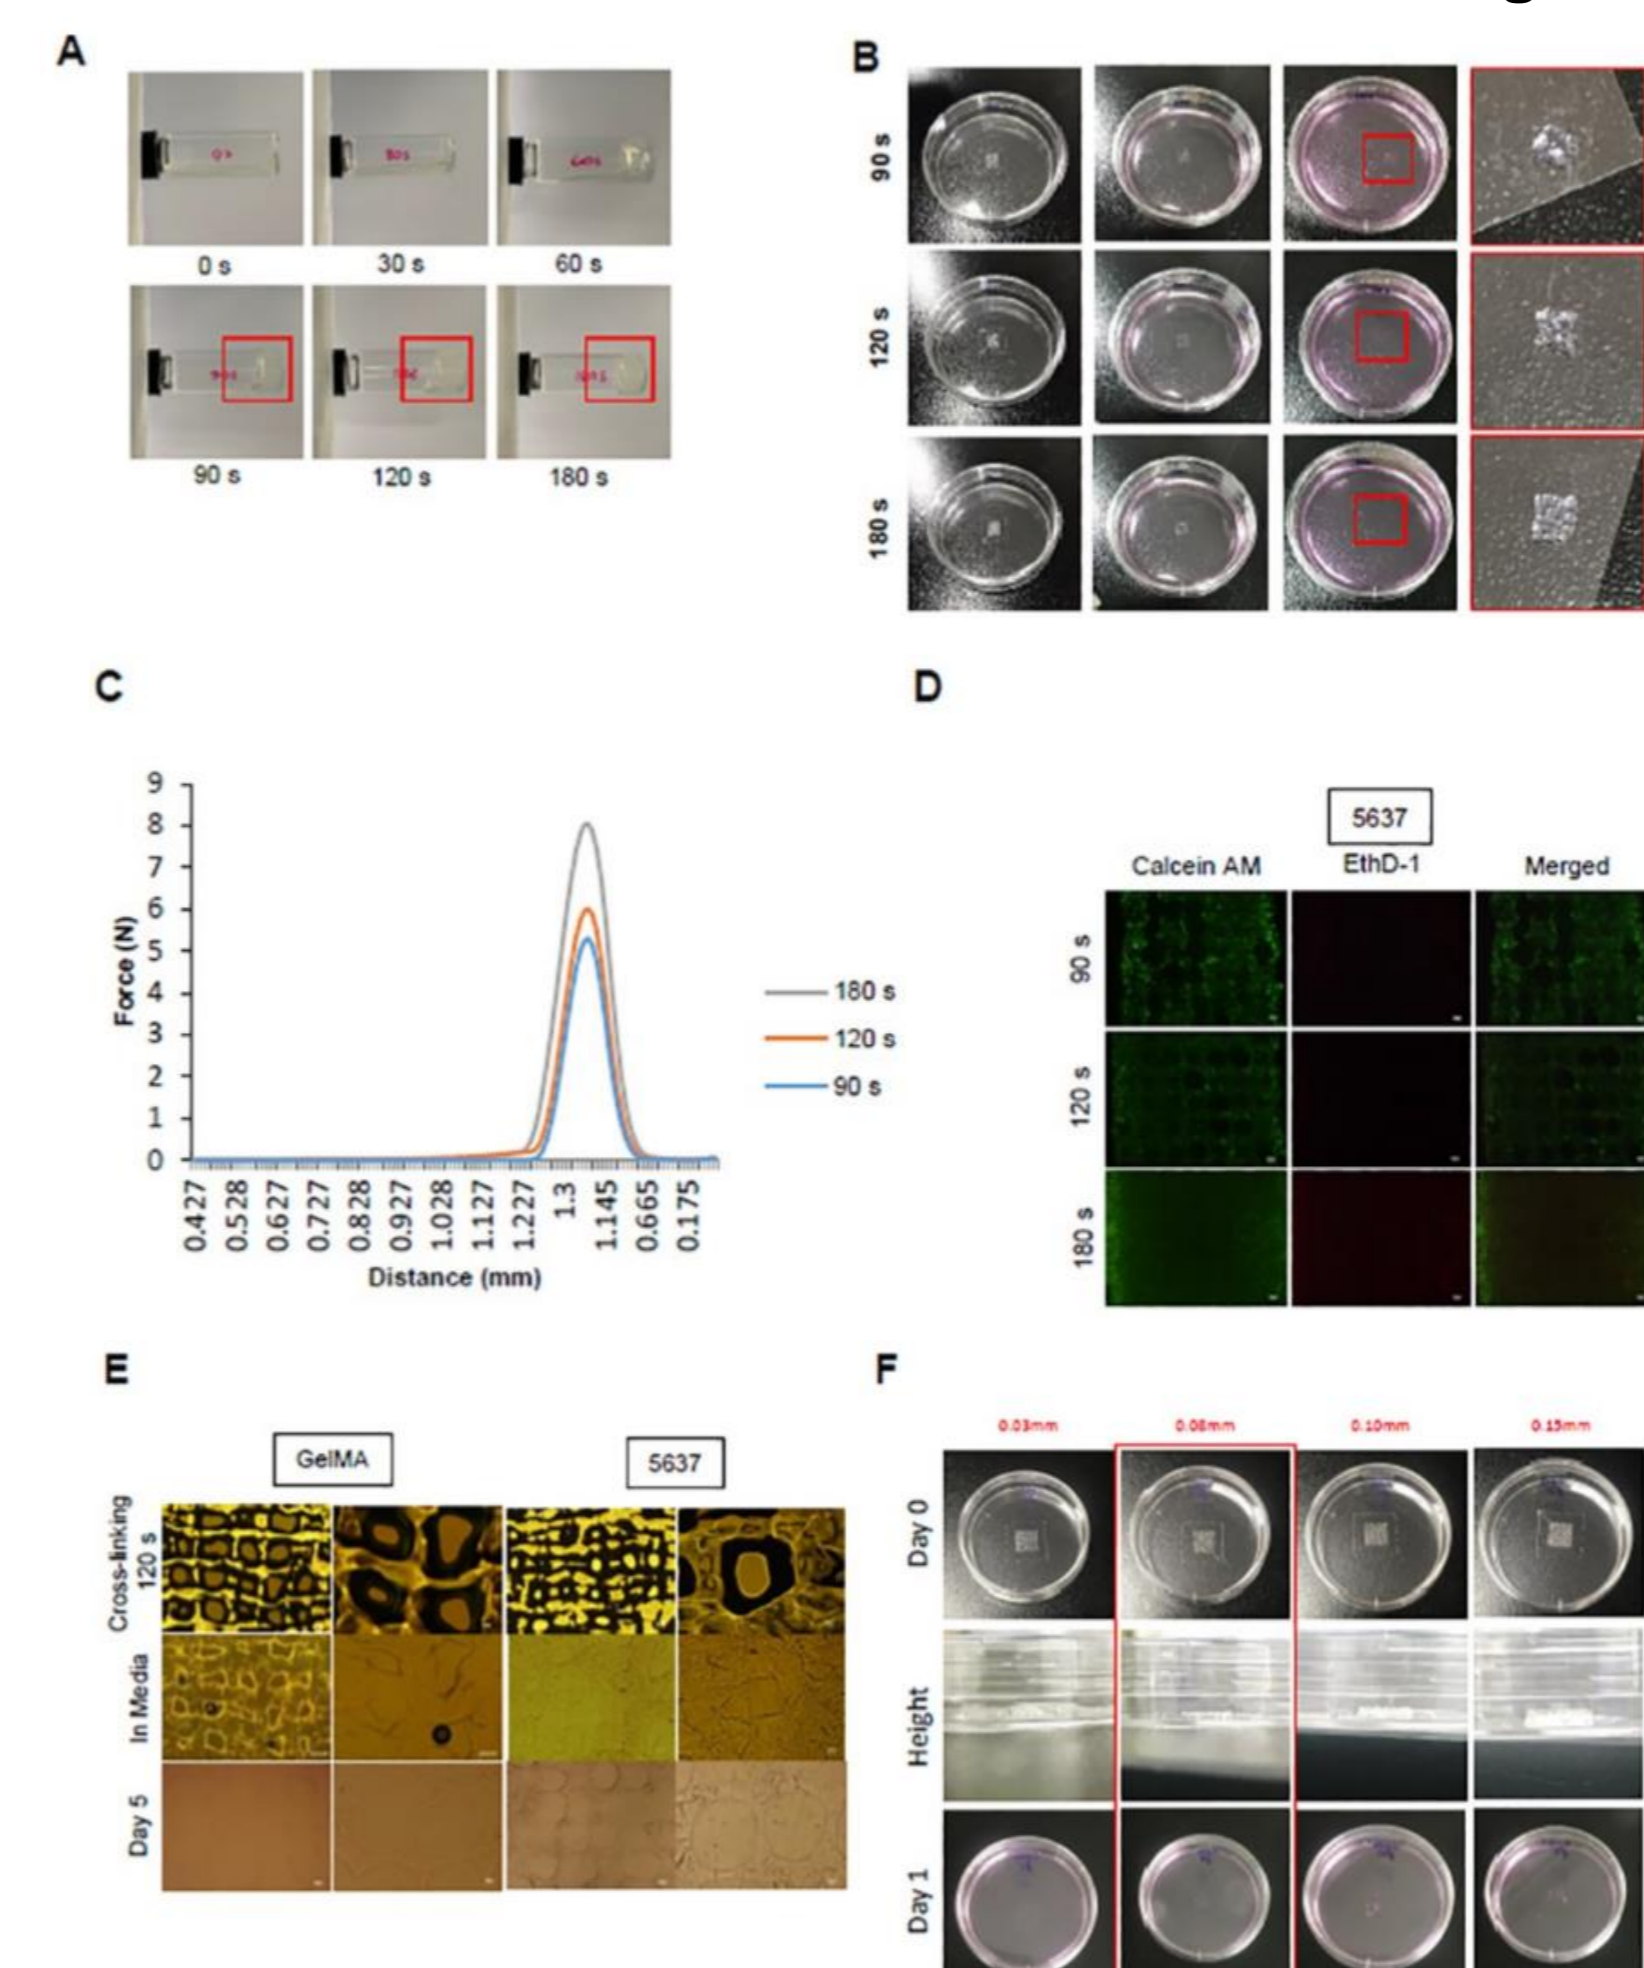 A
0 s
30 s
60 s
90 s
120 s
180 s
B
90 s
120 s
180 s
C
9
8
7
6
5
4
3
2
1
0
Force (N)
0.427
0.528
0.627
0.727
0.828
0.927
1.028
1.127
1.227
1.3
1.145
0.665
0.175
Distance (mm)
180 s
120 s
90 s
D
5637
Calcein AM
EthD-1
Merged
90 s
120 s
180 s
E
GelMA
5637
Cross-linking
120 s
In Media
Day 5
F
0.03mm
0.08mm
0.10mm
0.15mm
Day 0
Height
Day 1